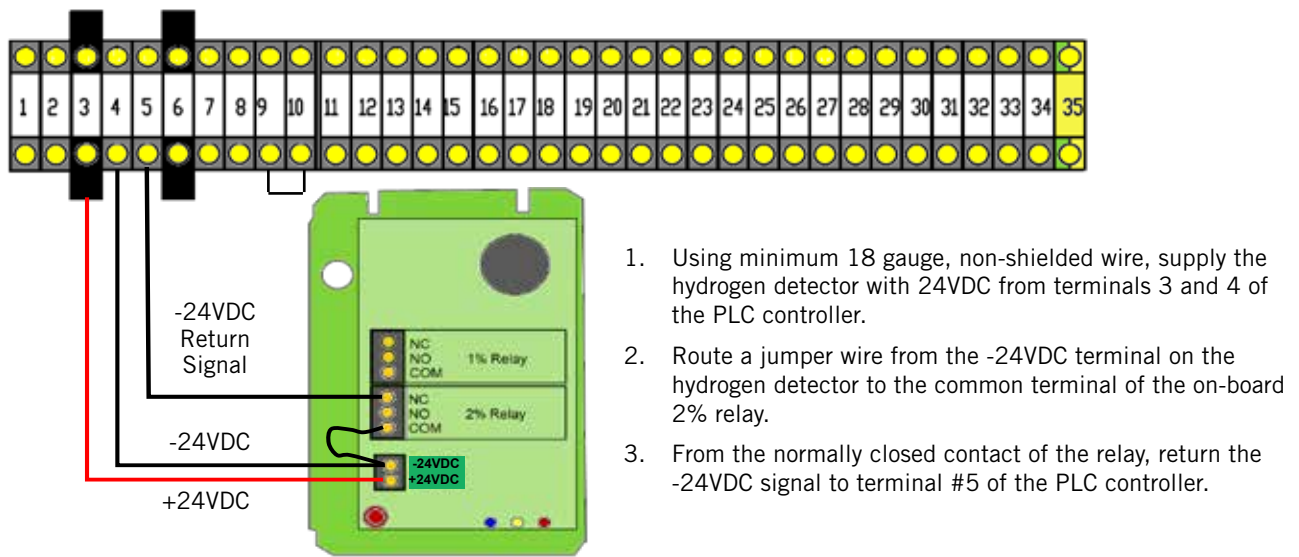 1 2 3 4 5 6 7 8 9 10 11 12 13 14 15 16 17 18 19 20 21 22 23 24 25 26 27 28 29 30 31 32 33 34 35
-24VDC
Return
Signal
-24VDC
+24VDC
NC
NO 1% Relay
COM
NC
NO 2% Relay
COM
-24VDC
+24VDC
1. Using minimum 18 gauge, non-shielded wire, supply the
hydrogen detector with 24VDC from terminals 3 and 4 of
the PLC controller.
2. Route a jumper wire from the -24VDC terminal on the
hydrogen detector to the common terminal of the on-board
2% relay.
3. From the normally closed contact of the relay, return the
-24VDC signal to terminal #5 of the PLC controller.